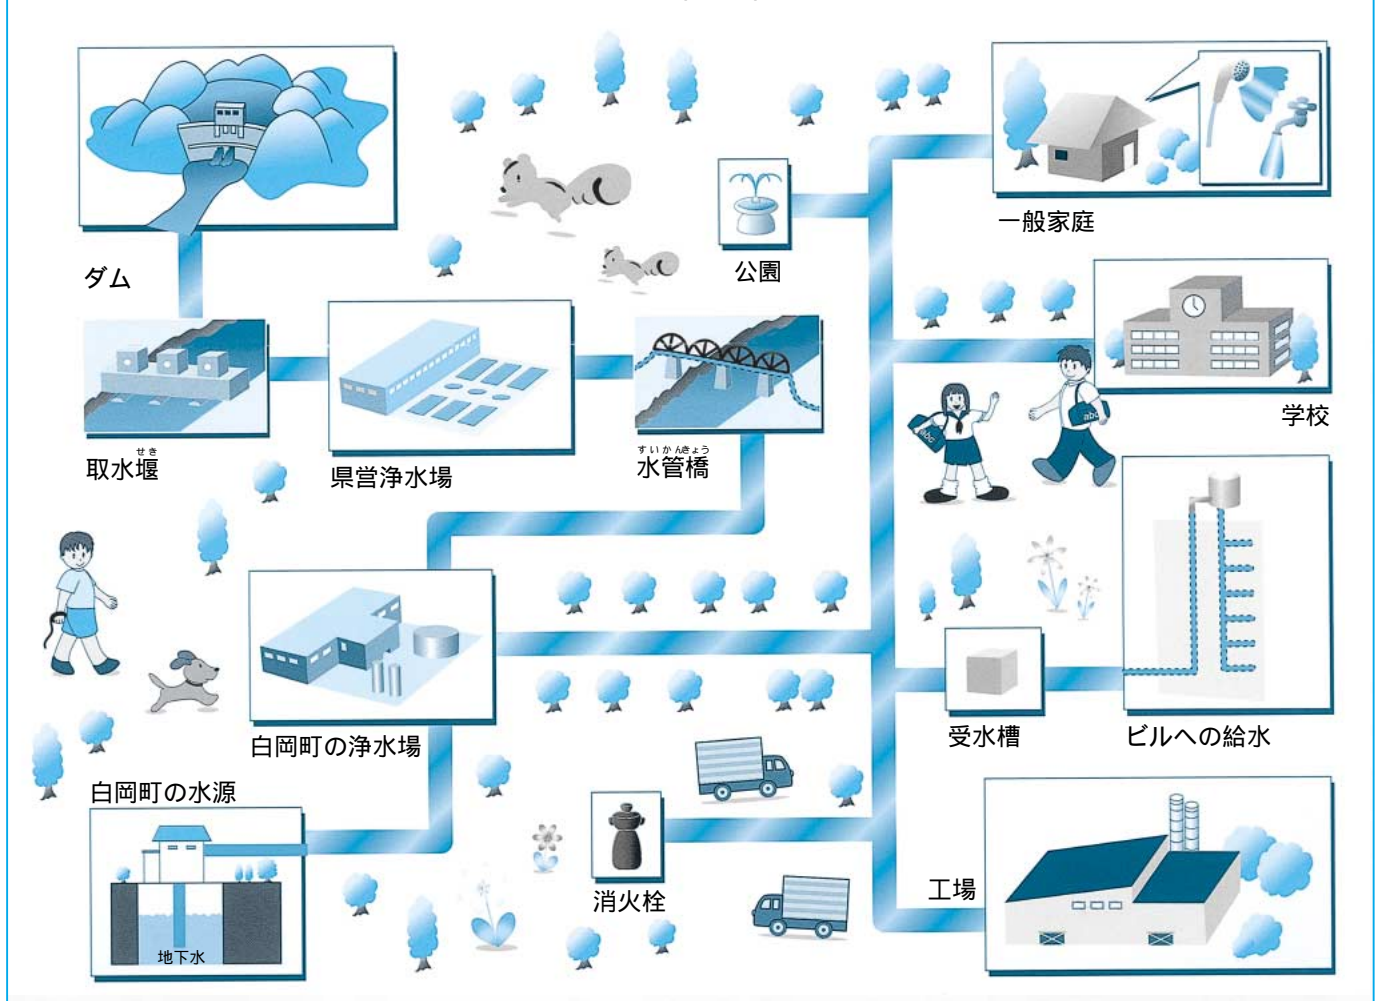 ダム
一般家庭
公園
学校
せき
取水堰
県営浄水場
すいかんきょう
水管橋
abc
abc
白岡町の浄水場
受水槽
ビルへの給水
白岡町の水源
地下水
消火栓
工場